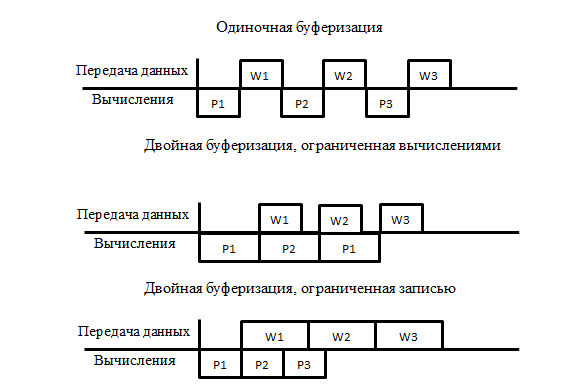 Одиночная буферизация
Передача данных W1 W2 W3
Вычисления P1 P2 P3
Двойная буферизация, ограниченная вычислениями
Передача данных W1 W2 W3
Вычисления P1 P2 P1
Двойная буферизация, ограниченная записью
Передача данных W1 W2 W3
Вычисления P1 P2 P3